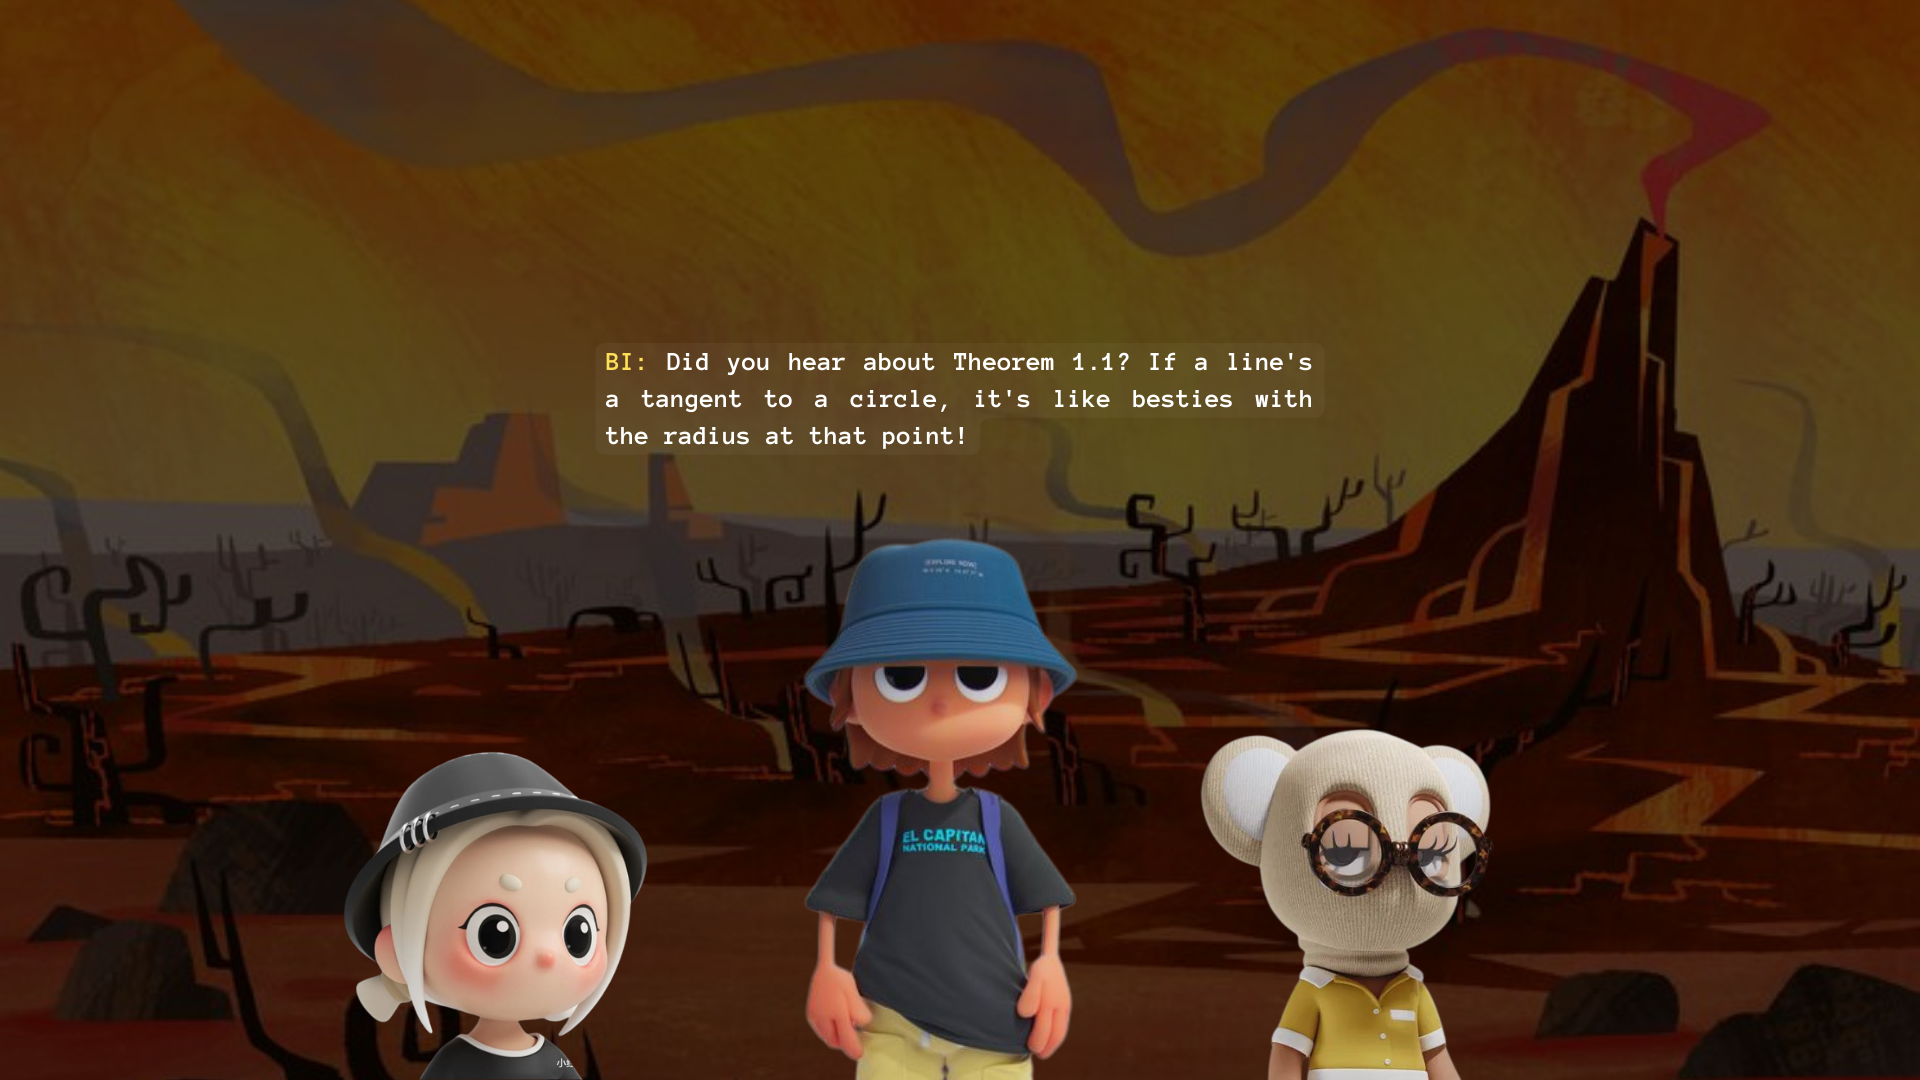 BI: Did you hear about Theorem 1.1? If a line's
a tangent to a circle, it's like besties with
the radius at that point!
EL CAPITAN
NATIONAL PARK